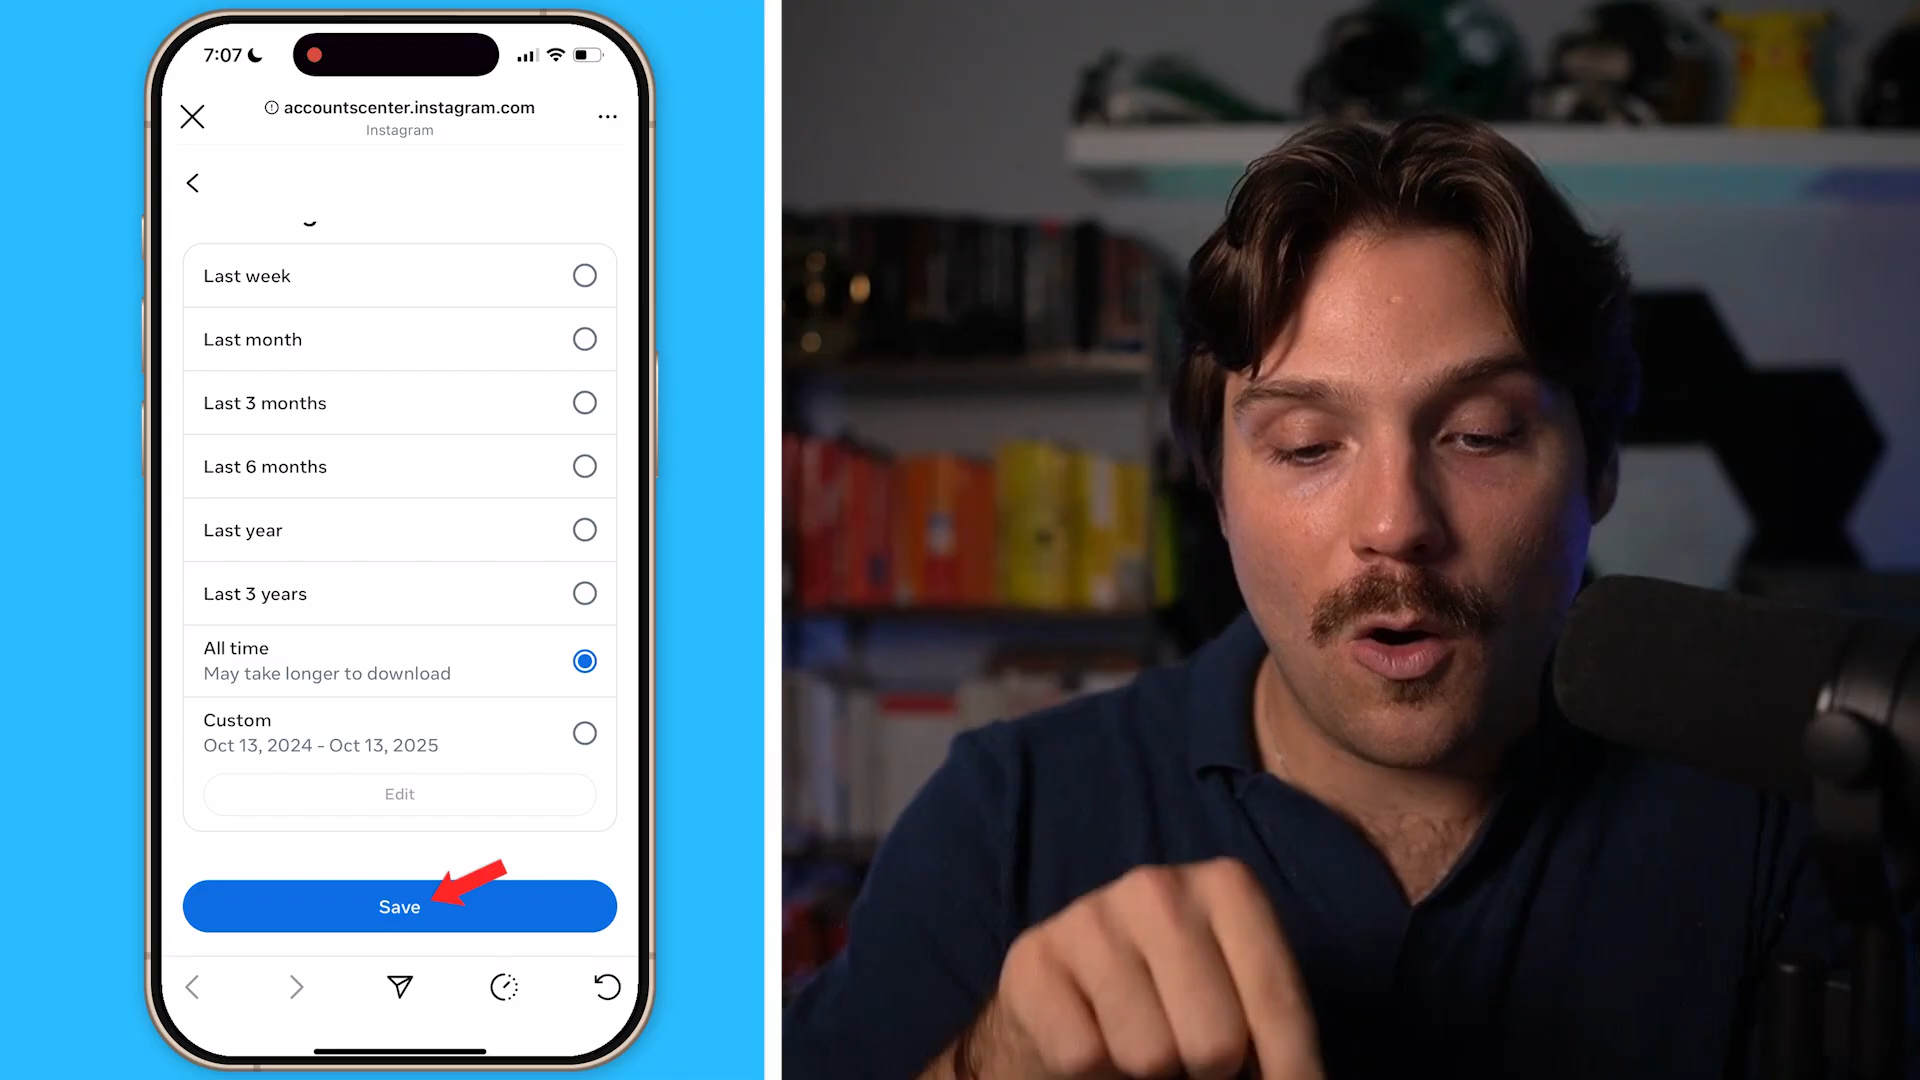 7:07
accountscenter.instagram.com
Instagram
Last week
Last month
Last 3 months
Last 6 months
Last year
Last 3 years
All time
May take longer to download
Custom
Oct 13, 2024 - Oct 13, 2025
Edit
Save